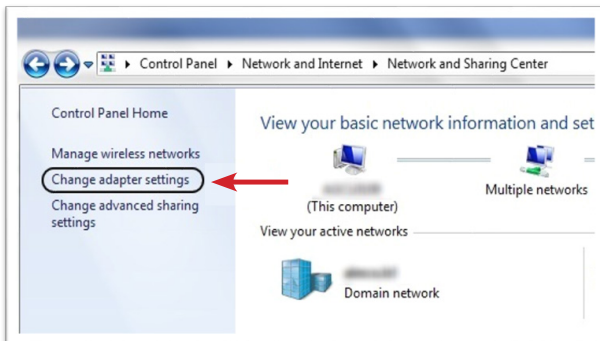 Control Panel ▸ Network and Internet ▸ Network and Sharing Center
Control Panel Home
Manage wireless networks
Change adapter settings
Change advanced sharing
settings
View your basic network information and set
(This computer)
Multiple networks
View your active networks
Domain network